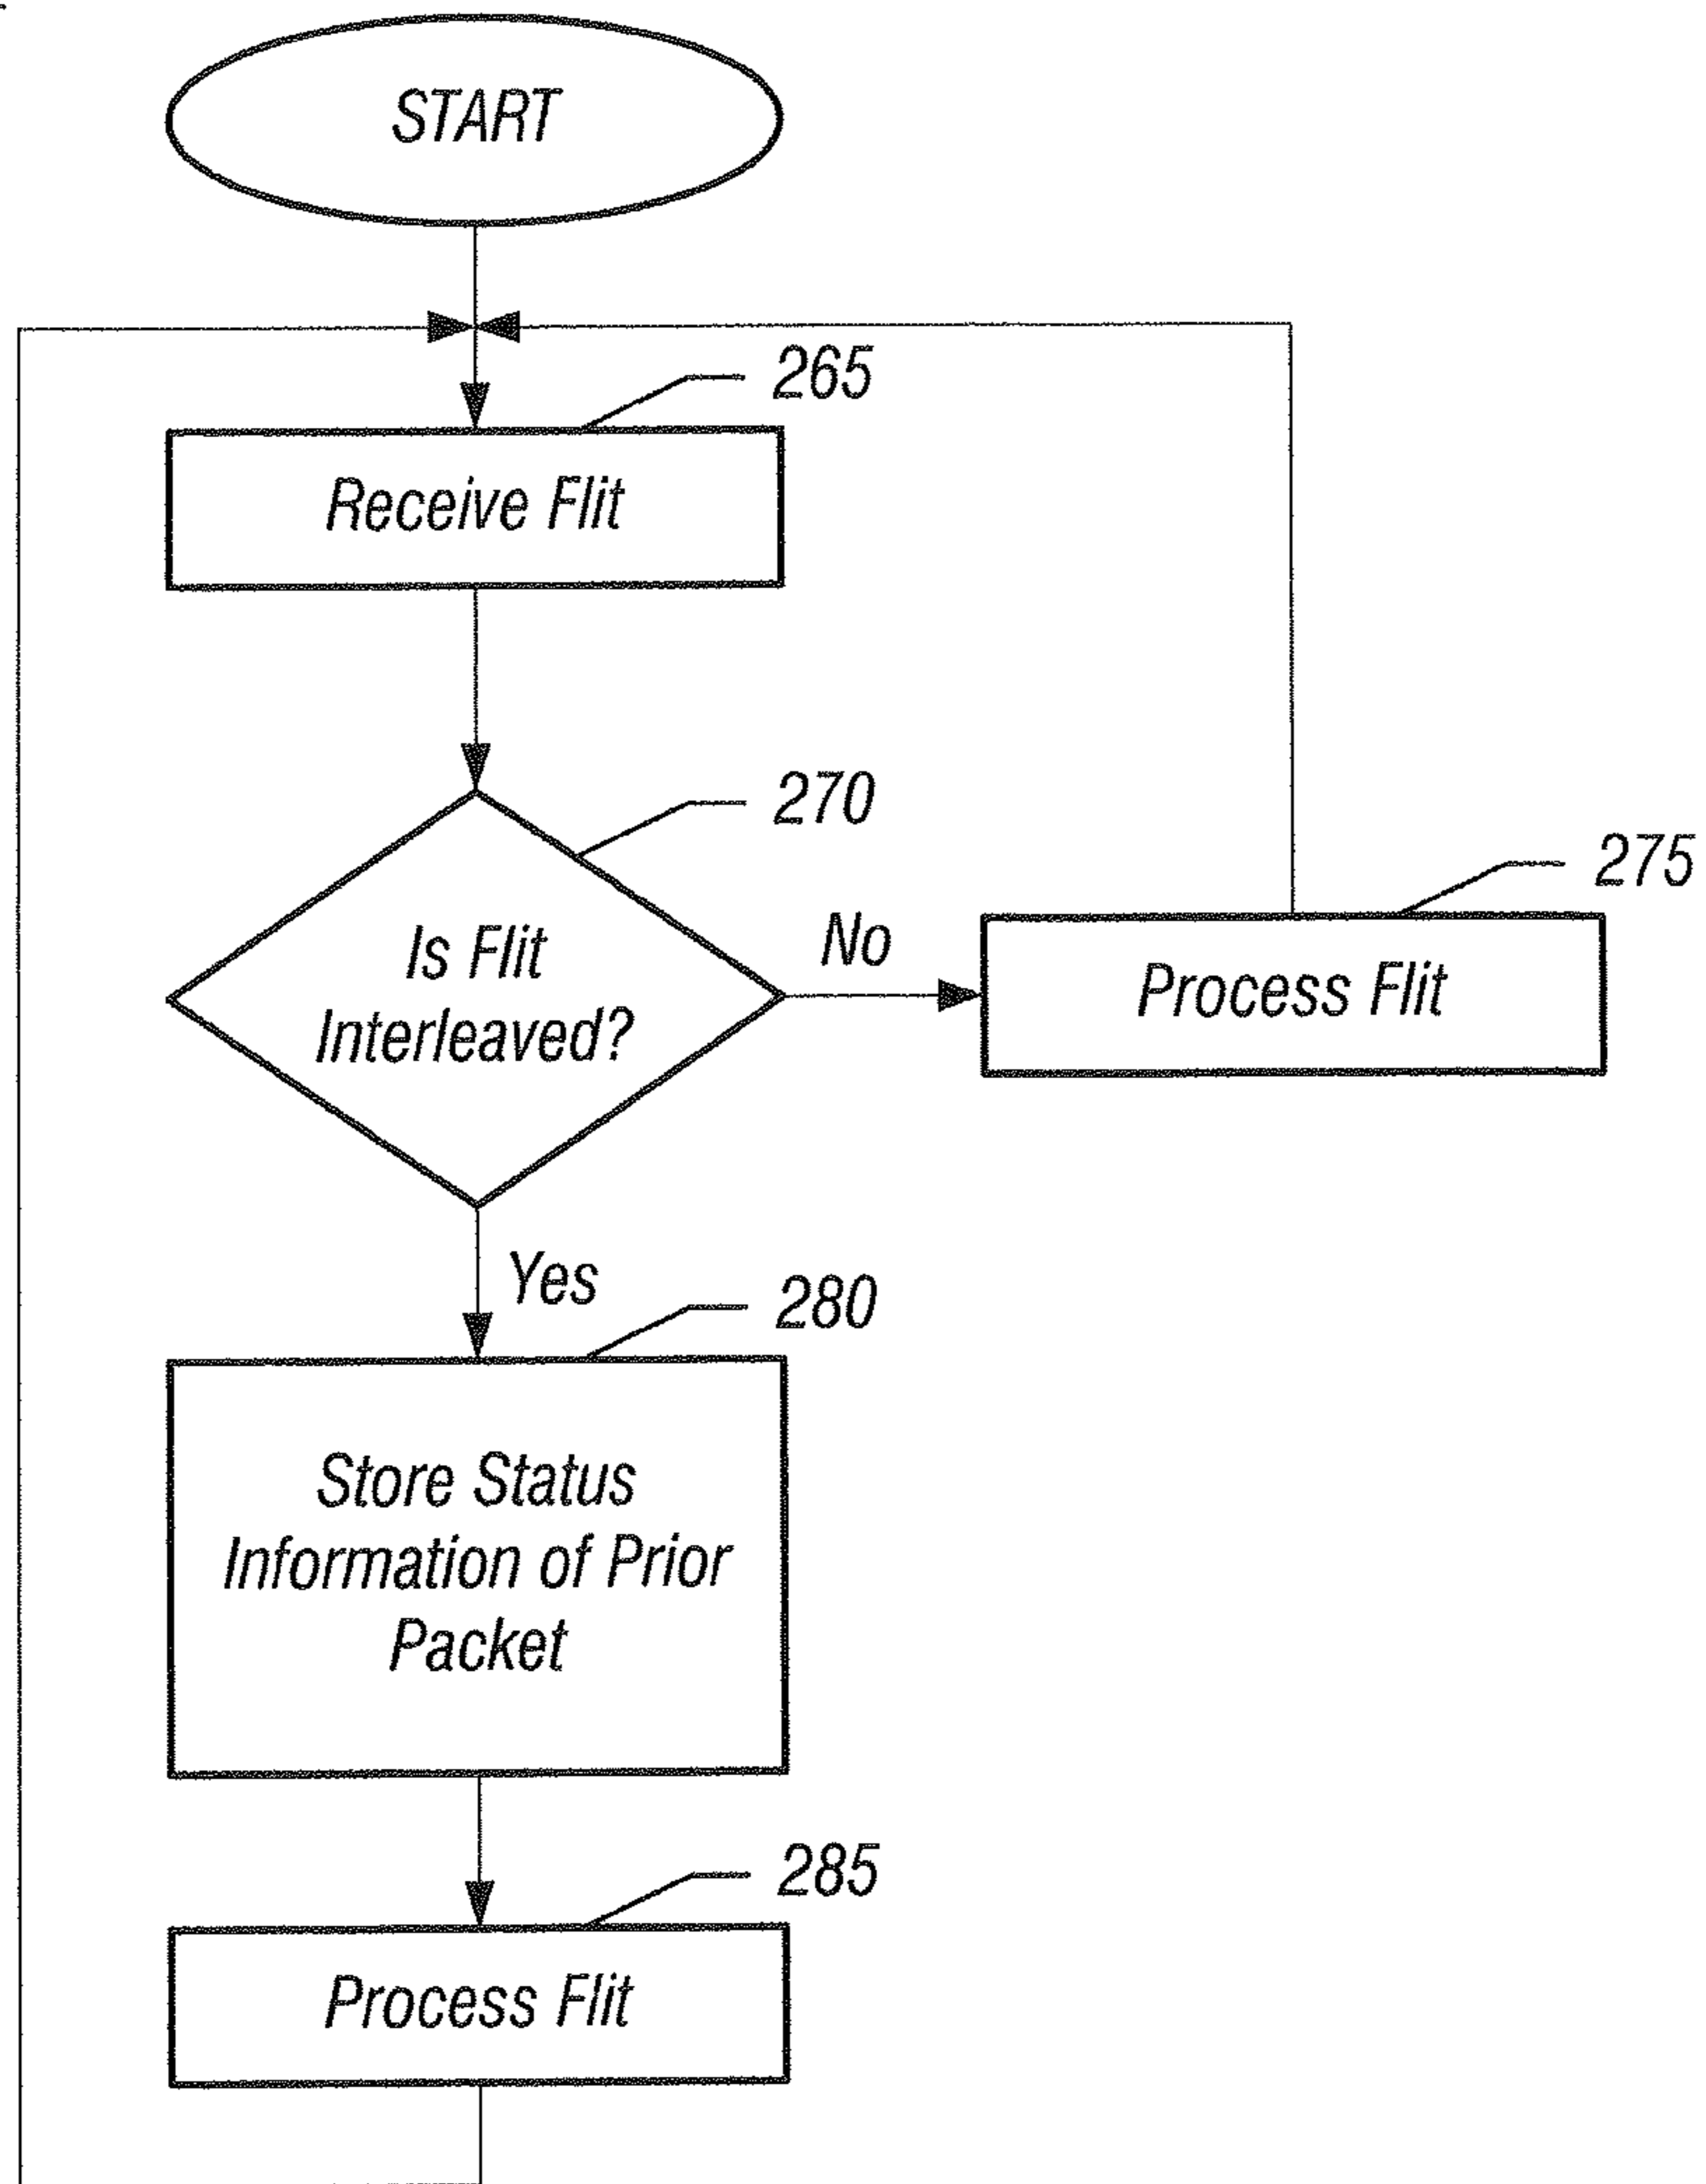 START
265
Receive Flit
270
Is Flit
Interleaved?
No
275
Process Flit
Yes
280
Store Status
Information of Prior
Packet
285
Process Flit